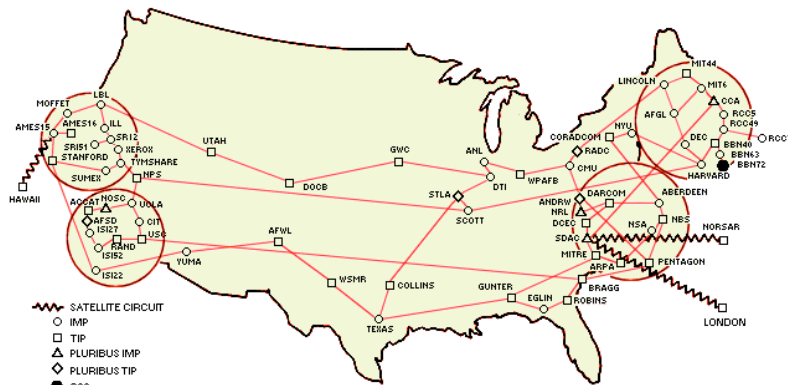 MIT44
LINCOLN
MIT6
CCA
RCC5
RCC49
RCC
AFGL
DEC
BBN40
BBN63
BBN72
HARVARD
NYU
CORADCOM
RADC
CMU
WPAFB
ANL
DTI
STLA
SCOTT
GWC
DOCB
UTAH
LBL
MOFFET
AMES15
AMES16
ILL
SRI2
SRI51
XEROX
STANFORD
TYMSHARE
SUMEX
NPS
HAWAII
ACCAT
NOSC
UCLA
AFSD
CIT
ISI27
RAND
USC
ISI52
ISI22
YUMA
AFWL
WSMR
TEXAS
COLLINS
GUNTER
EGLIN
ROBINS
BRAGG
DARCOM
ABERDEEN
ANDRW
NRL
DCEC
NSA
NBS
SDAC
NORSAR
MITRE
ARPA
PENTAGON
LONDON
SATELLITE CIRCUIT
IMP
TIP
PLURIBUS IMP
PLURIBUS TIP